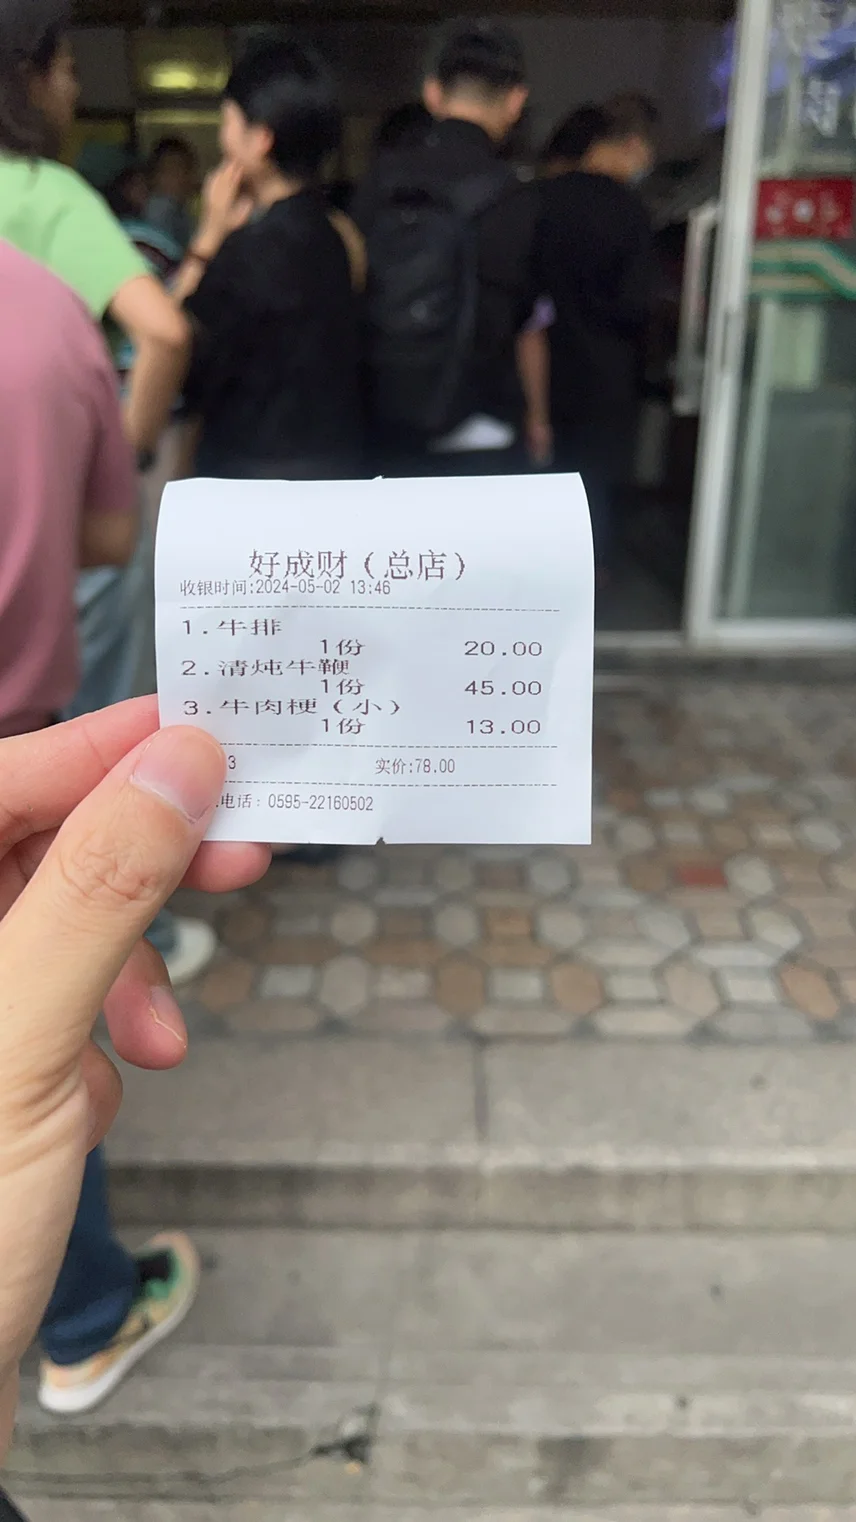 好成财（总店）
收银时间:2024-05-02 13:46
1.牛排
1份 20.00
2.清炖牛鞭
1份 45.00
3.牛肉梗（小）
1份 13.00
3 实价:78.00
电话：0595-22160502
肉